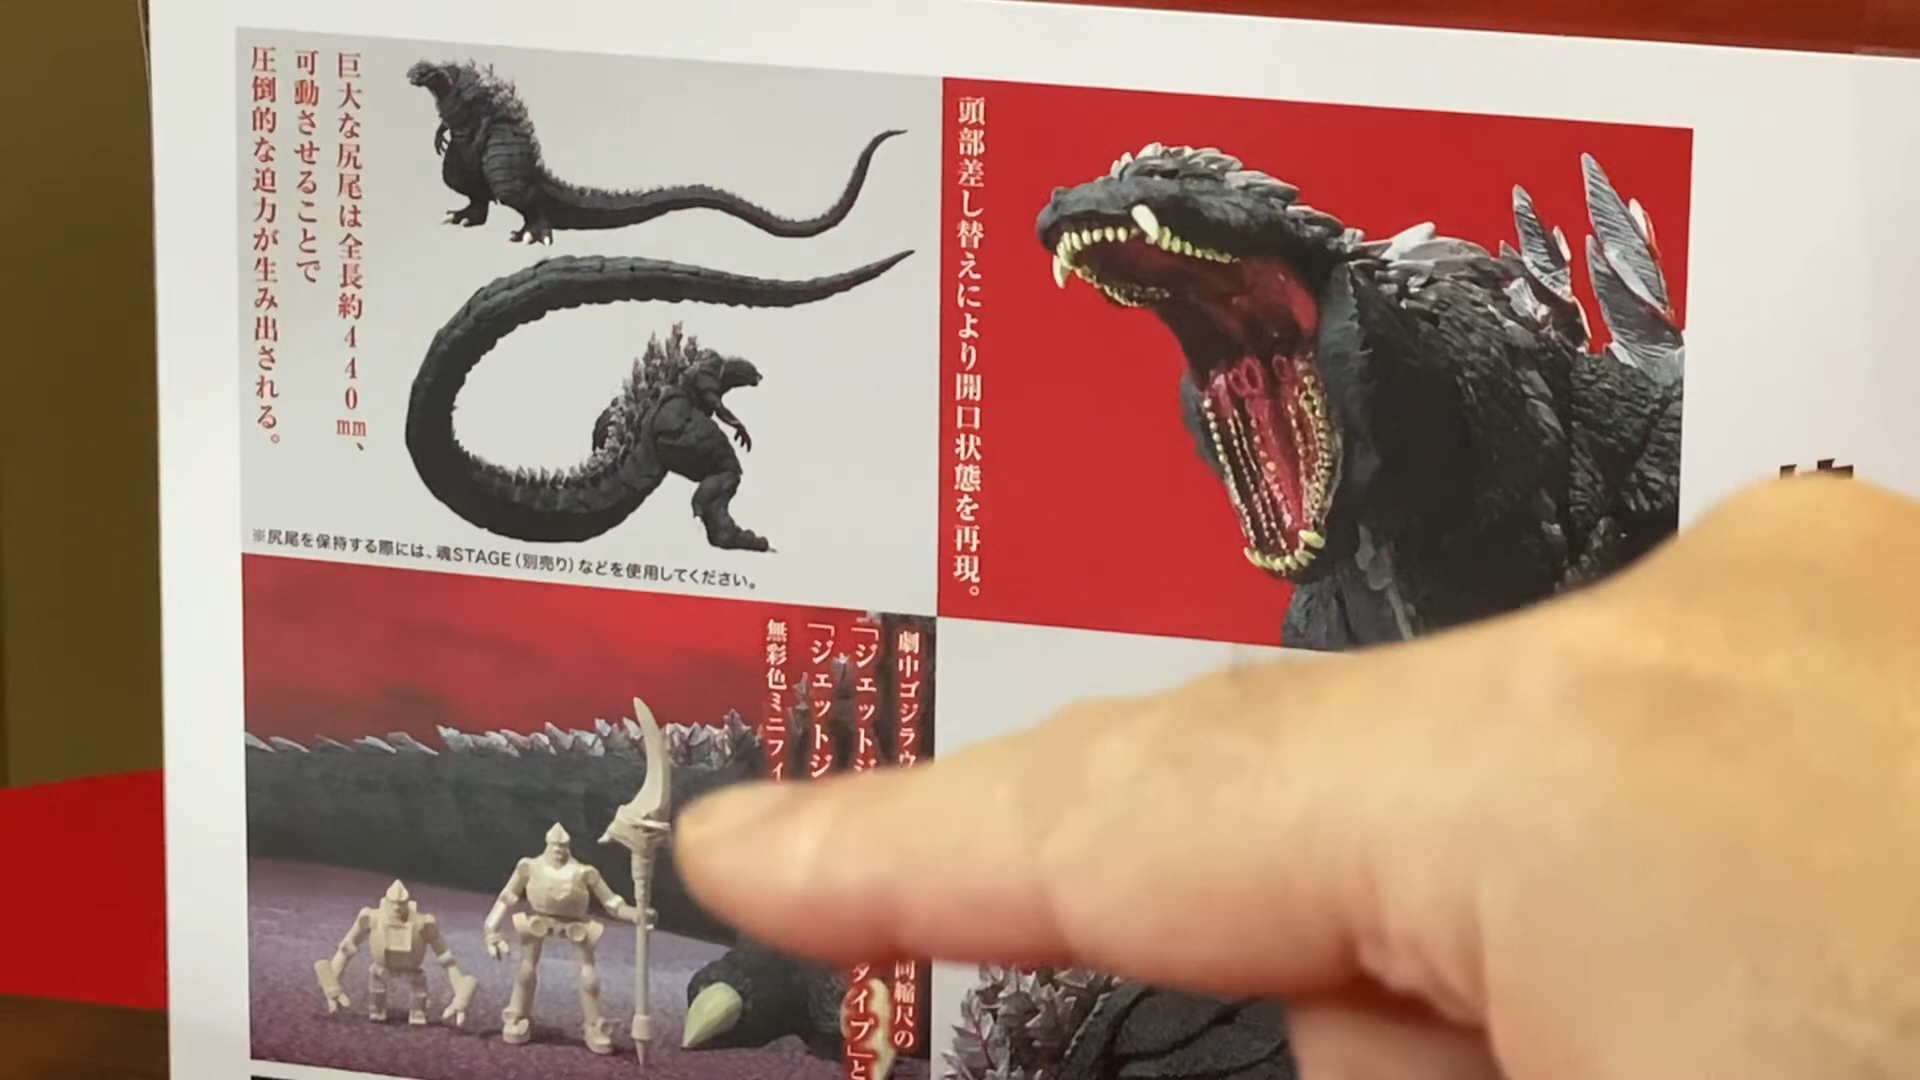 巨大な尻尾は全長約440mm、
可動させることで
圧倒的な迫力が生み出される。
※尻尾を保持する際には、魂STAGE（別売り）などを使用してください。
頭部差し替えにより開口状態を再現。
劇中ゴジラ
同縮尺の
「ジェットジ
タイプ」と
「ジェットジ
無彩色ミニフィ